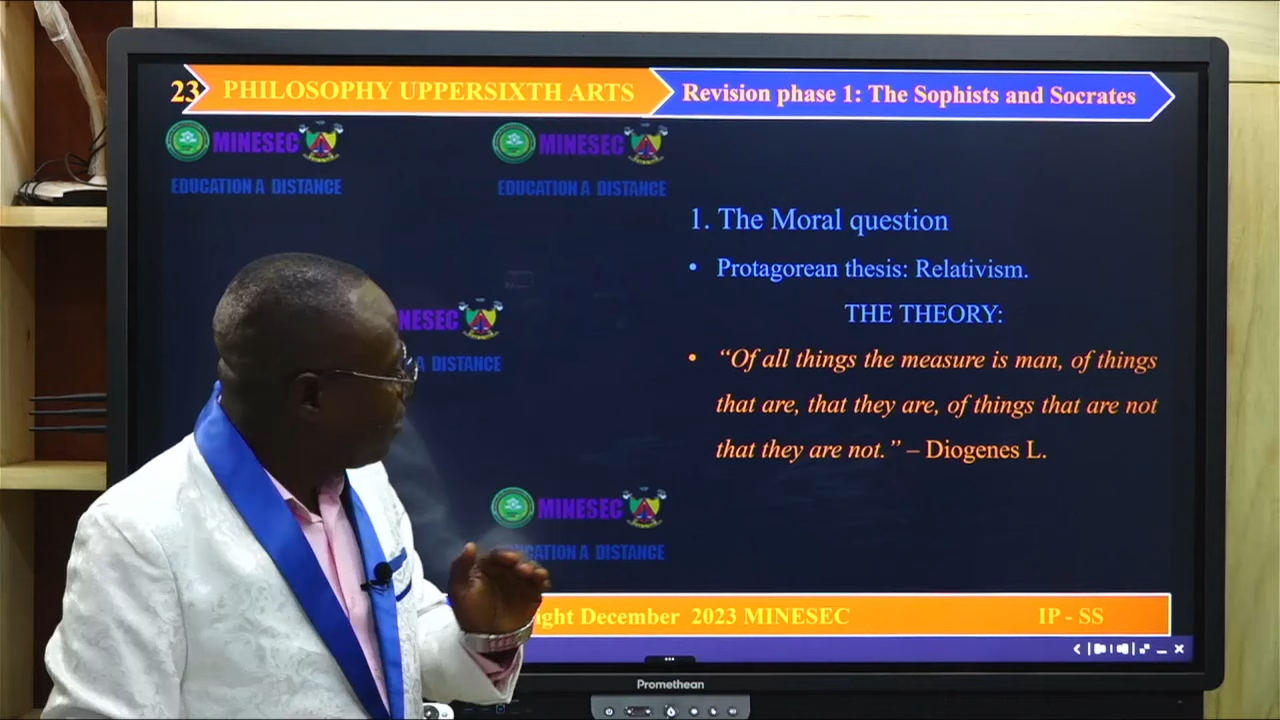 23
PHILOSOPHY UPPERSIXTH ARTS
Revision phase 1: The Sophists and Socrates
MINESEC
EDUCATION A DISTANCE
MINESEC
EDUCATION A DISTANCE
1. The Moral question
• Protagorean thesis: Relativism.
THE THEORY:
• “Of all things the measure is man, of things
that are, that they are, of things that are not
that they are not.” – Diogenes L.
NESEC
A DISTANCE
MINESEC
A DISTANCE
December 2023 MINESEC
IP - SS
Promethean